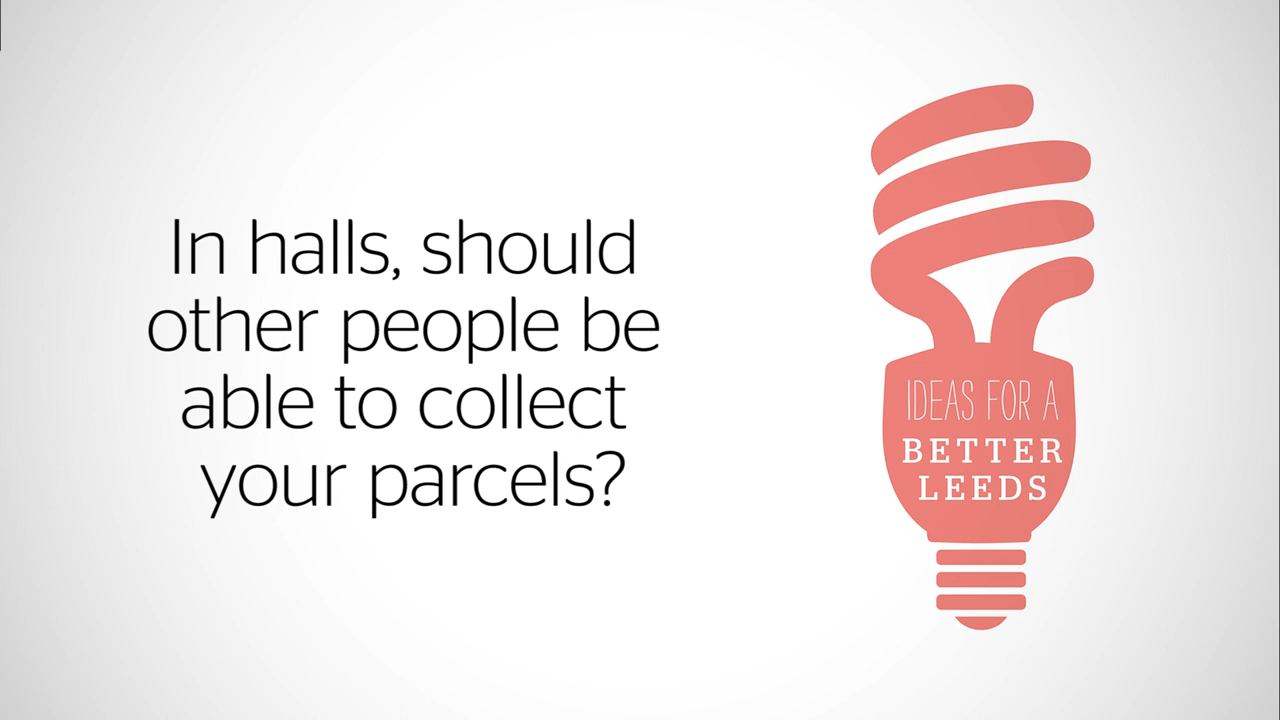 In halls, should
other people be
able to collect
your parcels?
IDEAS FOR A
BETTER
LEEDS